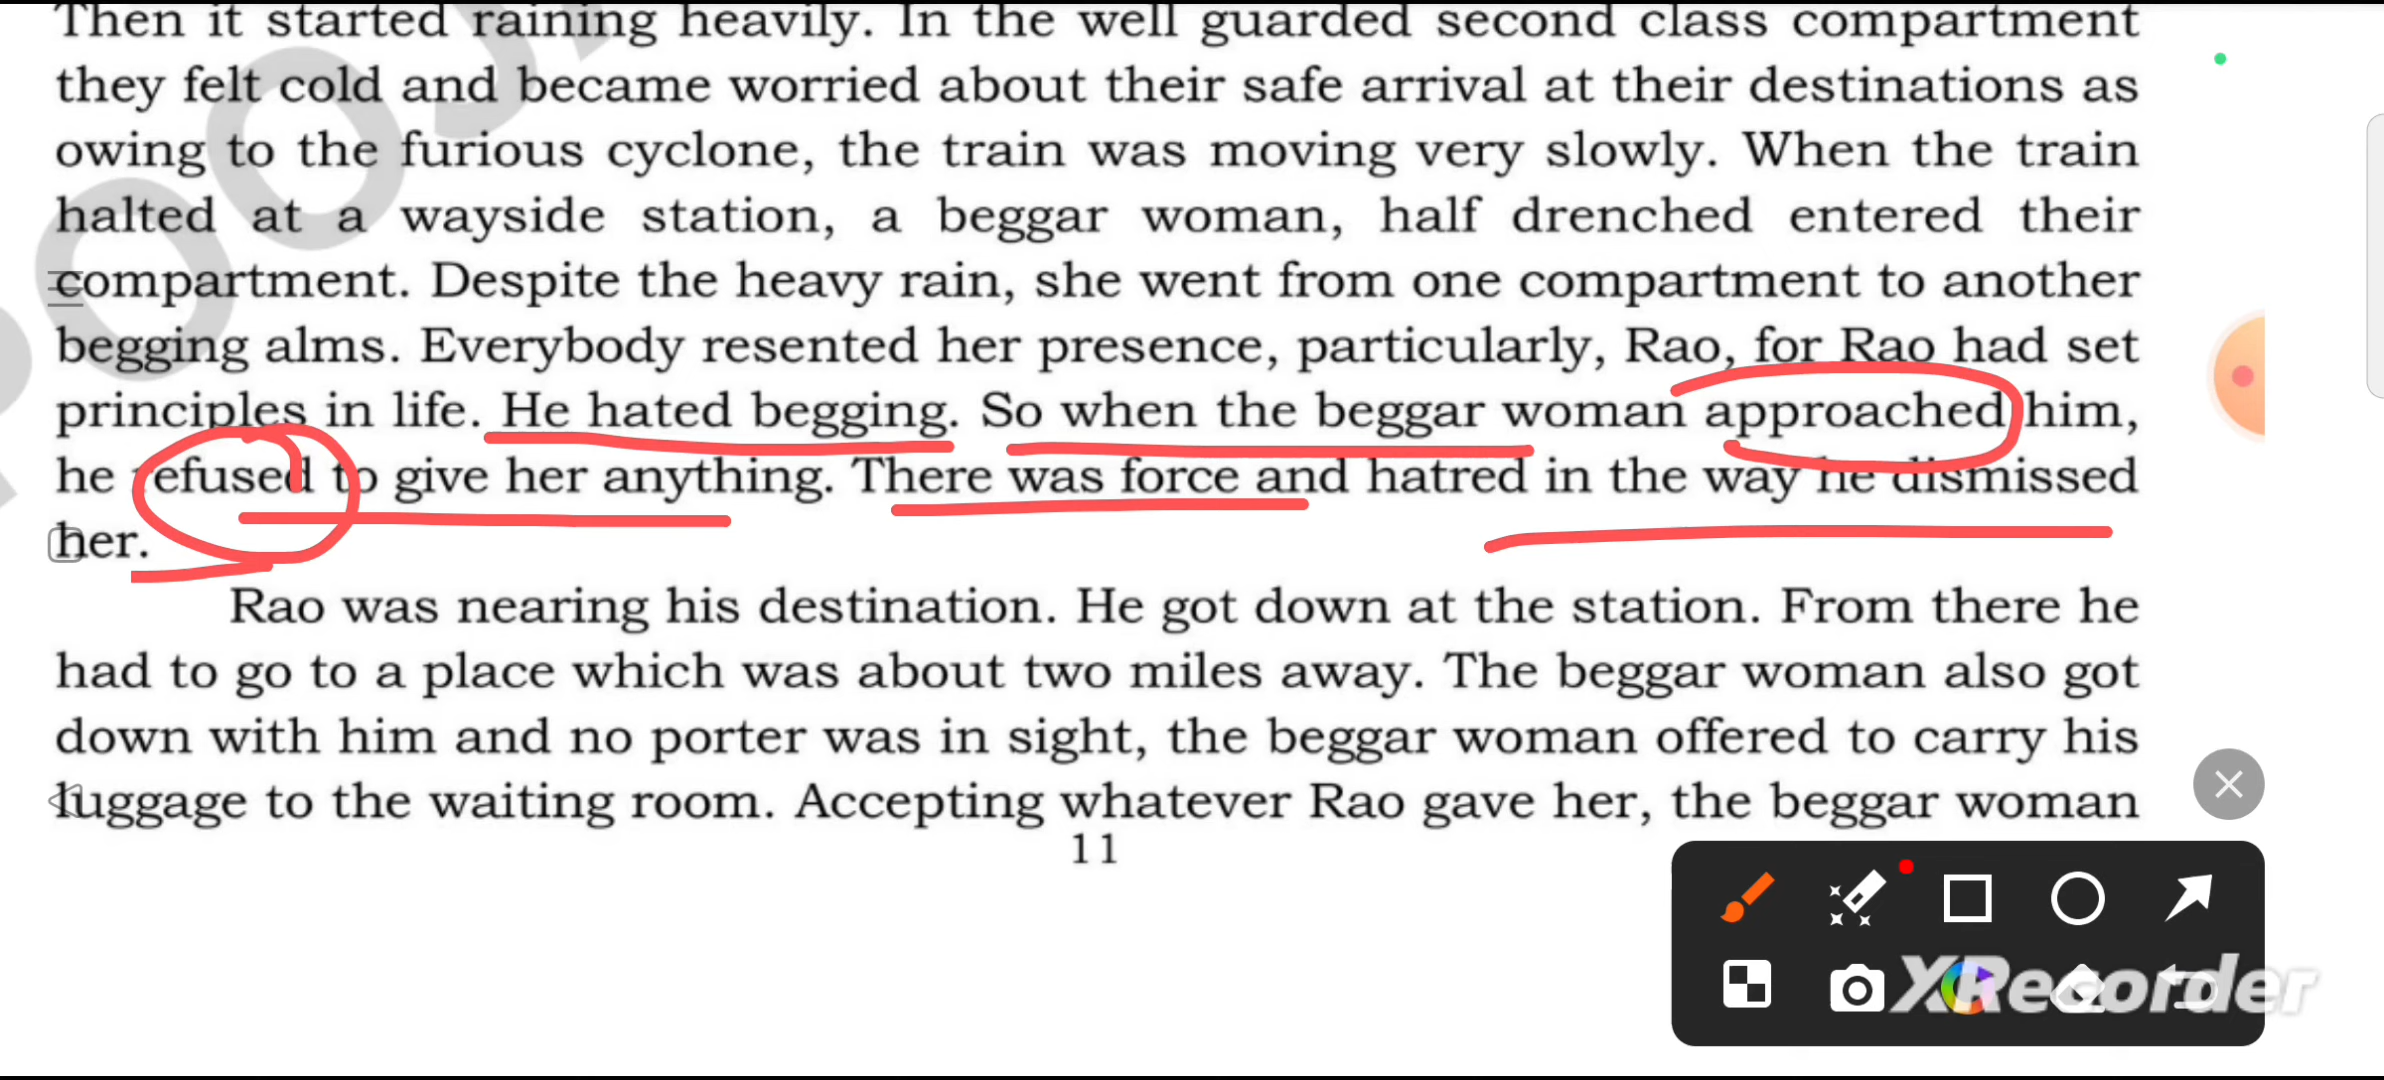 Then it started raining heavily. In the well guarded second class compartment
they felt cold and became worried about their safe arrival at their destinations as
owing to the furious cyclone, the train was moving very slowly. When the train
halted at a wayside station, a beggar woman, half drenched entered their
compartment. Despite the heavy rain, she went from one compartment to another
begging alms. Everybody resented her presence, particularly, Rao, for Rao had set
principles in life. He hated begging. So when the beggar woman approached him,
he refused to give her anything. There was force and hatred in the way he dismissed
her.
Rao was nearing his destination. He got down at the station. From there he
had to go to a place which was about two miles away. The beggar woman also got
down with him and no porter was in sight, the beggar woman offered to carry his
luggage to the waiting room. Accepting whatever Rao gave her, the beggar woman
11
XRecorder